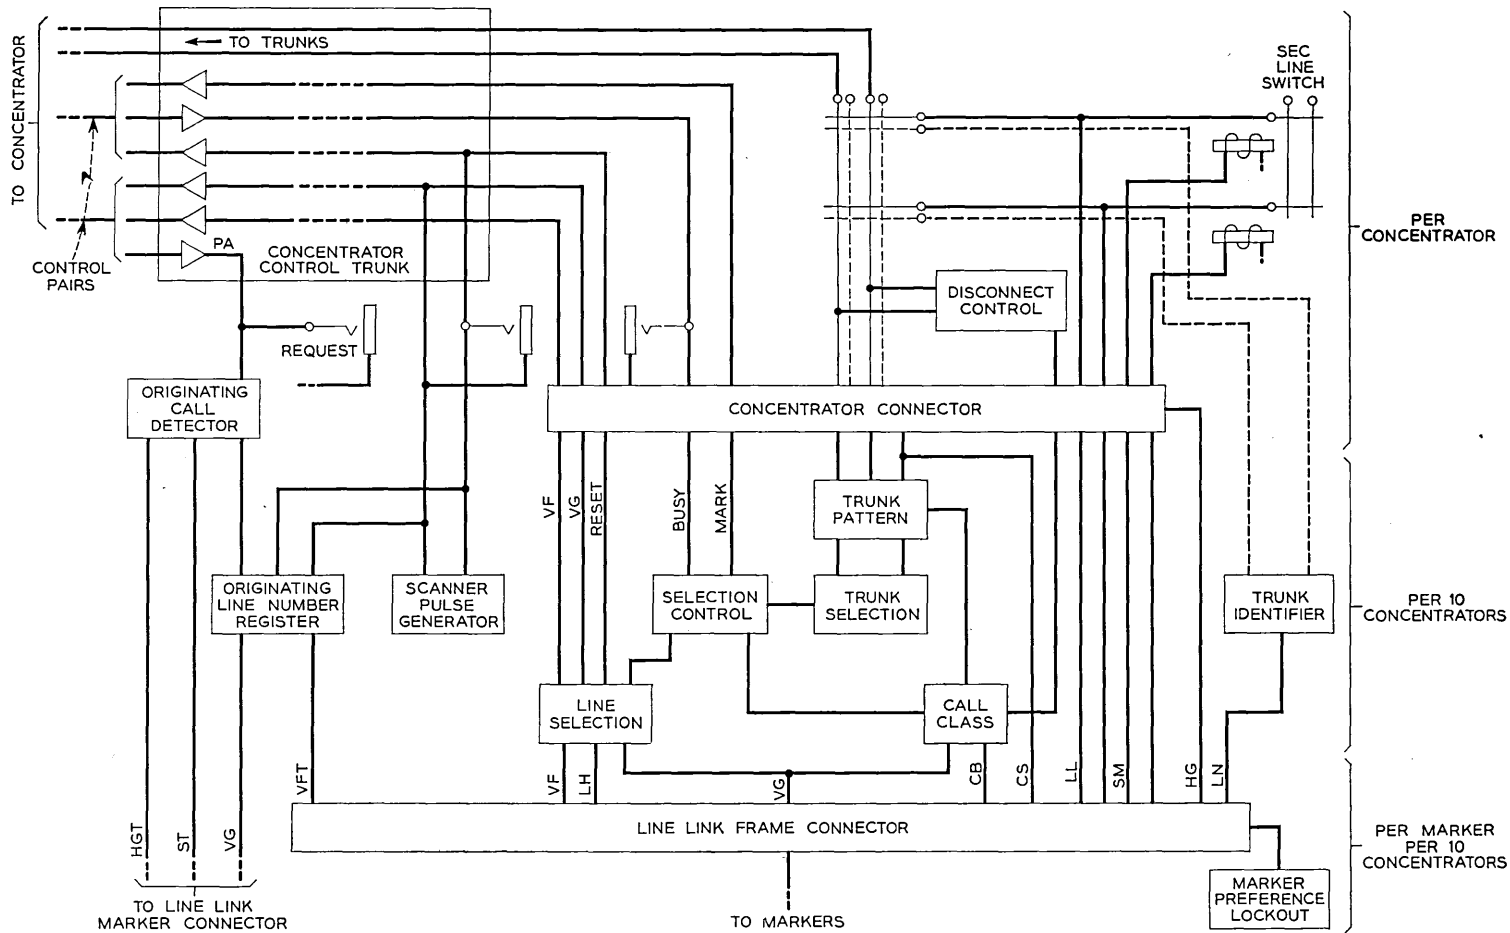 TO CONCENTRATOR
TO TRUNKS
SEC
LINE
SWITCH
CONTROL
PAIRS
PA
CONCENTRATOR
CONTROL TRUNK
PER
CONCENTRATOR
DISCONNECT
CONTROL
REQUEST
ORIGINATING
CALL
DETECTOR
CONCENTRATOR CONNECTOR
VF
VG
RESET
BUSY
MARK
TRUNK
PATTERN
ORIGINATING
LINE NUMBER
REGISTER
SCANNER
PULSE
GENERATOR
SELECTION
CONTROL
TRUNK
SELECTION
TRUNK
IDENTIFIER
PER 10
CONCENTRATORS
LINE
SELECTION
CALL
CLASS
VFT
VF
LH
VG
CB
CS
LL
SM
HG
LN
HGT
ST
VG
LINE LINK FRAME CONNECTOR
PER MARKER
PER 10
CONCENTRATORS
MARKER
PREFERENCE
LOCKOUT
TO LINE LINK
MARKER CONNECTOR
TO MARKERS